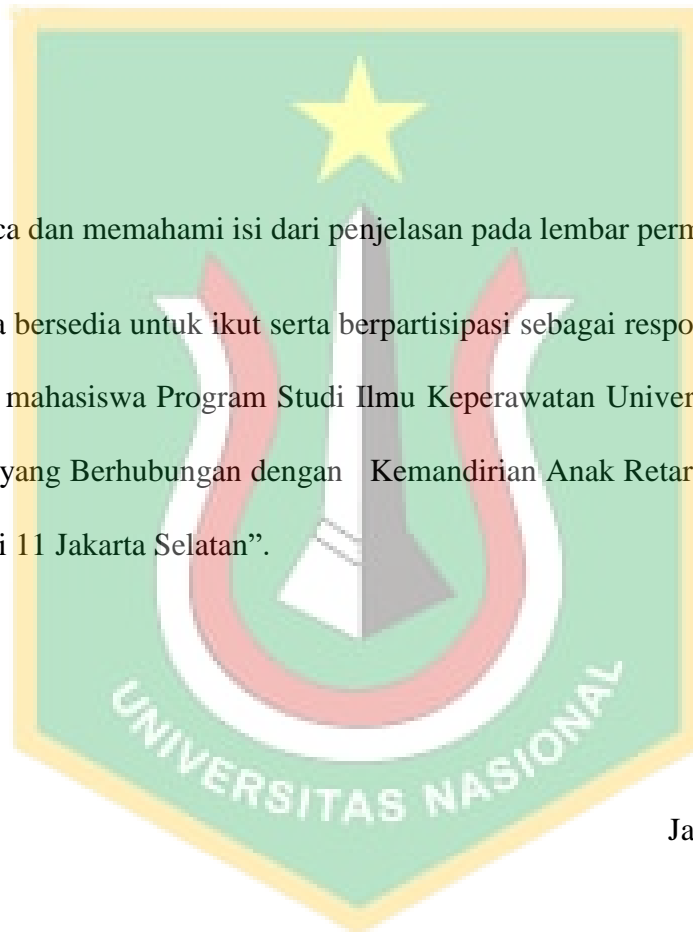 ca dan memahami isi dari penjelasan pada lembar perm
a bersedia untuk ikut serta berpartisipasi sebagai respo
mahasiswa Program Studi Ilmu Keperawatan Univer
yang Berhubungan dengan Kemandirian Anak Retar
i 11 Jakarta Selatan”.
UNIVERSITAS NASIONAL
Ja